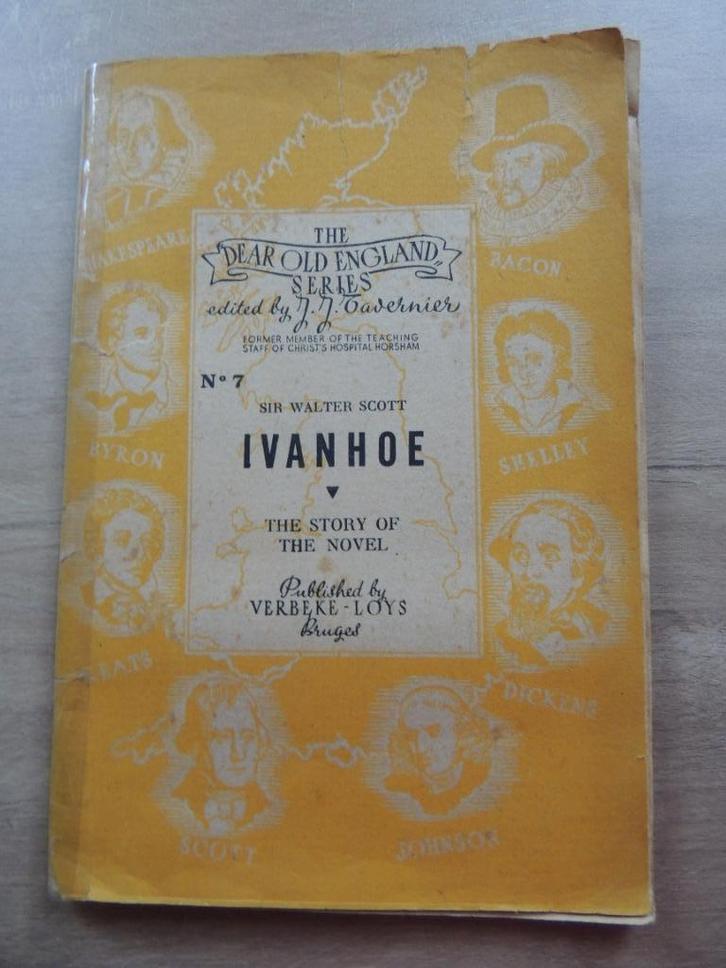 THE
"DEAR OLD ENGLAND"
SERIES
edited by J. J. Tavernier
FORMER MEMBER OF THE TEACHING
STAFF OF CHRIST'S HOSPITAL HORSHAM
Nº 7
SIR WALTER SCOTT
IVANHOE
THE STORY OF
THE NOVEL
Published by
VERBEKE-LOYS
Bruges
SHAKESPEARE
BACON
BYRON
SHELLEY
KEATS
DICKENS
SCOTT
JOHNSON